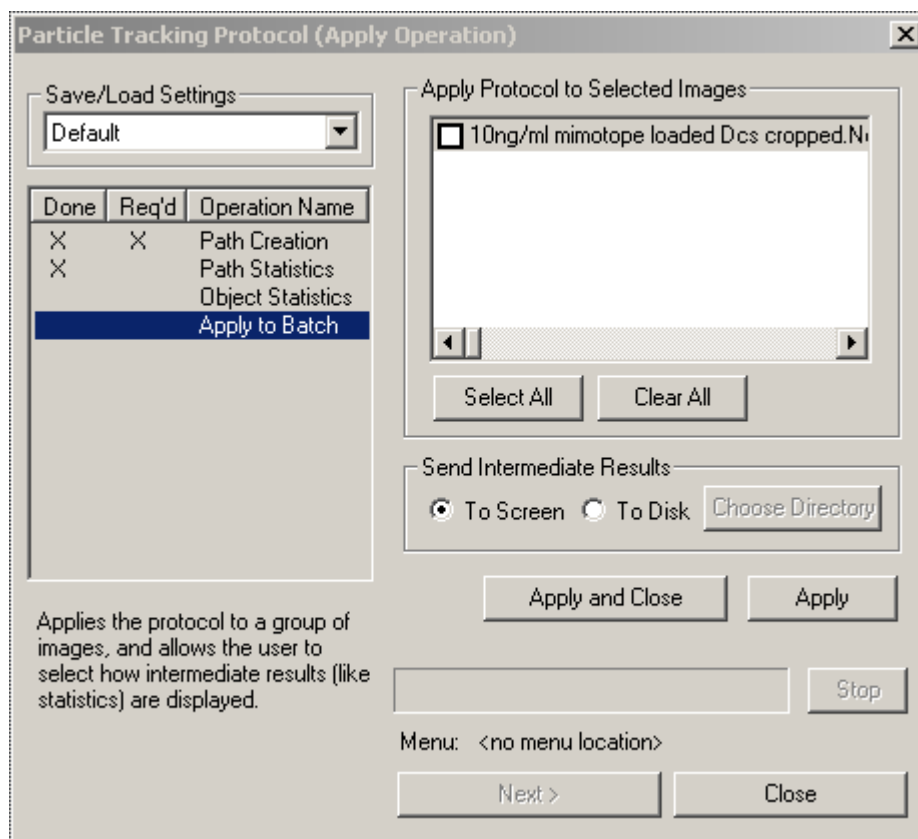 Particle Tracking Protocol (Apply Operation)
Save/Load Settings
Default
Done Req'd Operation Name
X X Path Creation
X Path Statistics
Object Statistics
Apply to Batch
Applies the protocol to a group of
images, and allows the user to
select how intermediate results (like
statistics) are displayed.
Apply Protocol to Selected Images
10ng/ml mimotope loaded Dcs cropped.
Select All Clear All
Send Intermediate Results
To Screen To Disk Choose Directory
Apply and Close Apply
Stop
Menu: <no menu location>
Next > Close